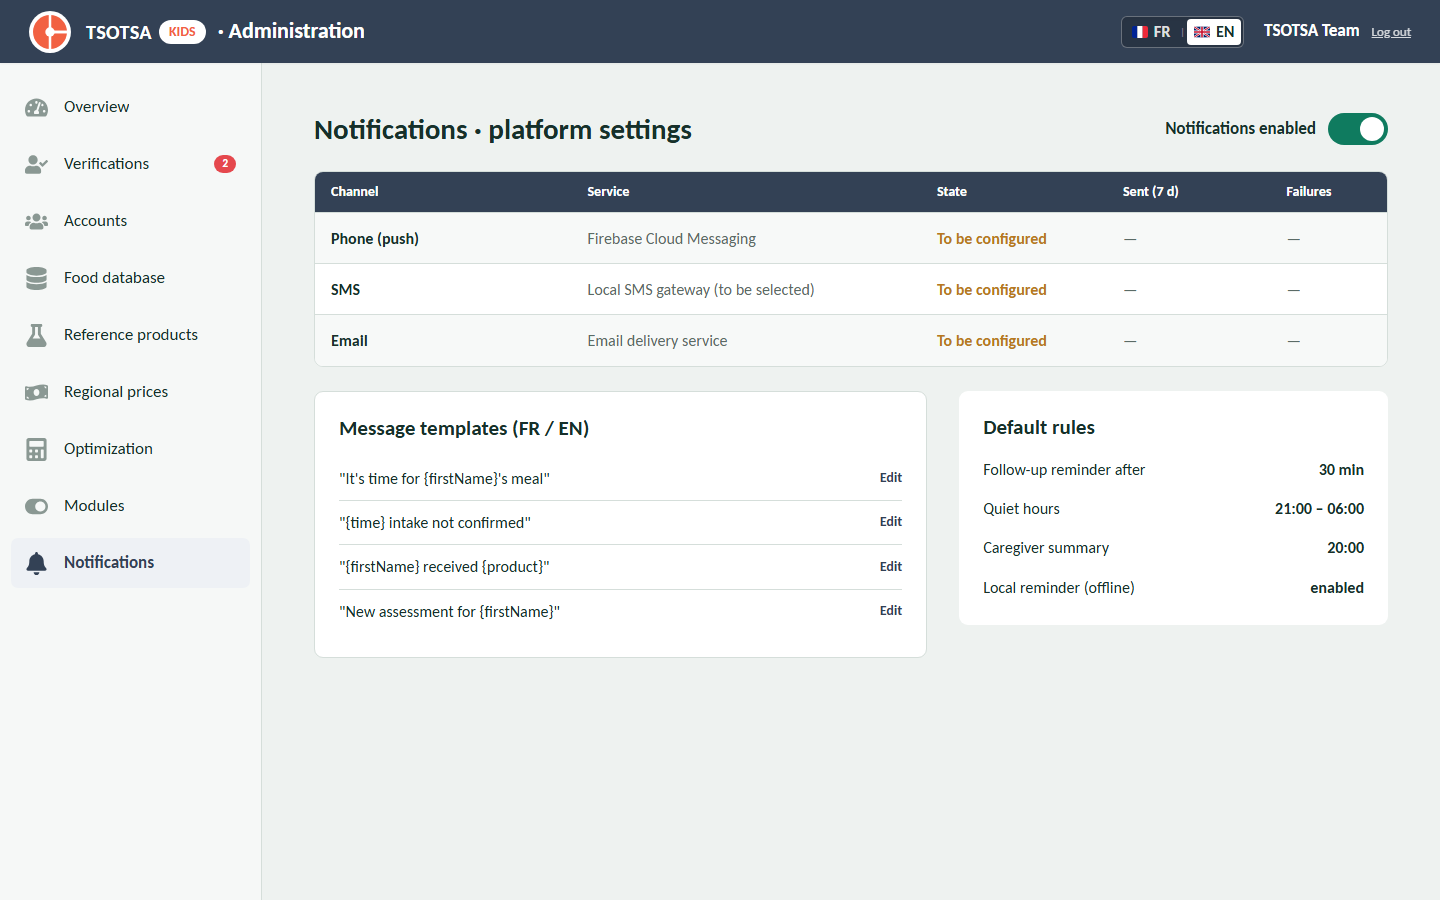 TSOTSA KIDS · Administration
FR | EN
TSOTSA Team Log out
Overview
Verifications 2
Accounts
Food database
Reference products
Regional prices
Optimization
Modules
Notifications
Notifications · platform settings
Notifications enabled
Channel Service State Sent (7 d) Failures
Phone (push) Firebase Cloud Messaging To be configured — —
SMS Local SMS gateway (to be selected) To be configured — —
Email Email delivery service To be configured — —
Message templates (FR / EN)
"It's time for {firstName}'s meal" Edit
"{time} intake not confirmed" Edit
"{firstName} received {product}" Edit
"New assessment for {firstName}" Edit
Default rules
Follow-up reminder after 30 min
Quiet hours 21:00 – 06:00
Caregiver summary 20:00
Local reminder (offline) enabled